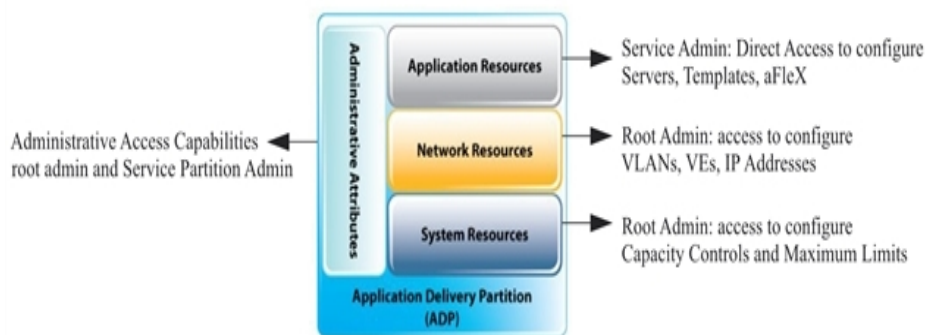 Administrative Access Capabilities
root admin and Service Partition Admin
Administrative Attributes
Application Resources
Network Resources
System Resources
Application Delivery Partition
(ADP)
Service Admin: Direct Access to configure
Servers, Templates, aFleX
Root Admin: access to configure
VLANs, VEs, IP Addresses
Root Admin: access to configure
Capacity Controls and Maximum Limits